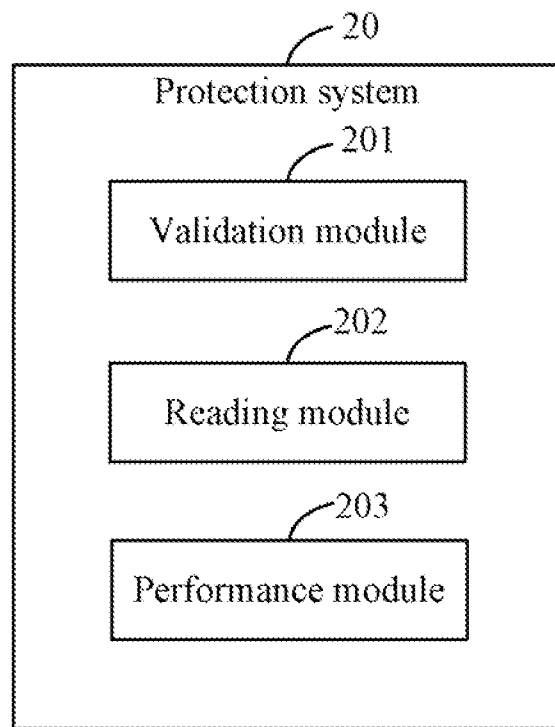 20
Protection system
201
Validation module
202
Reading module
203
Performance module